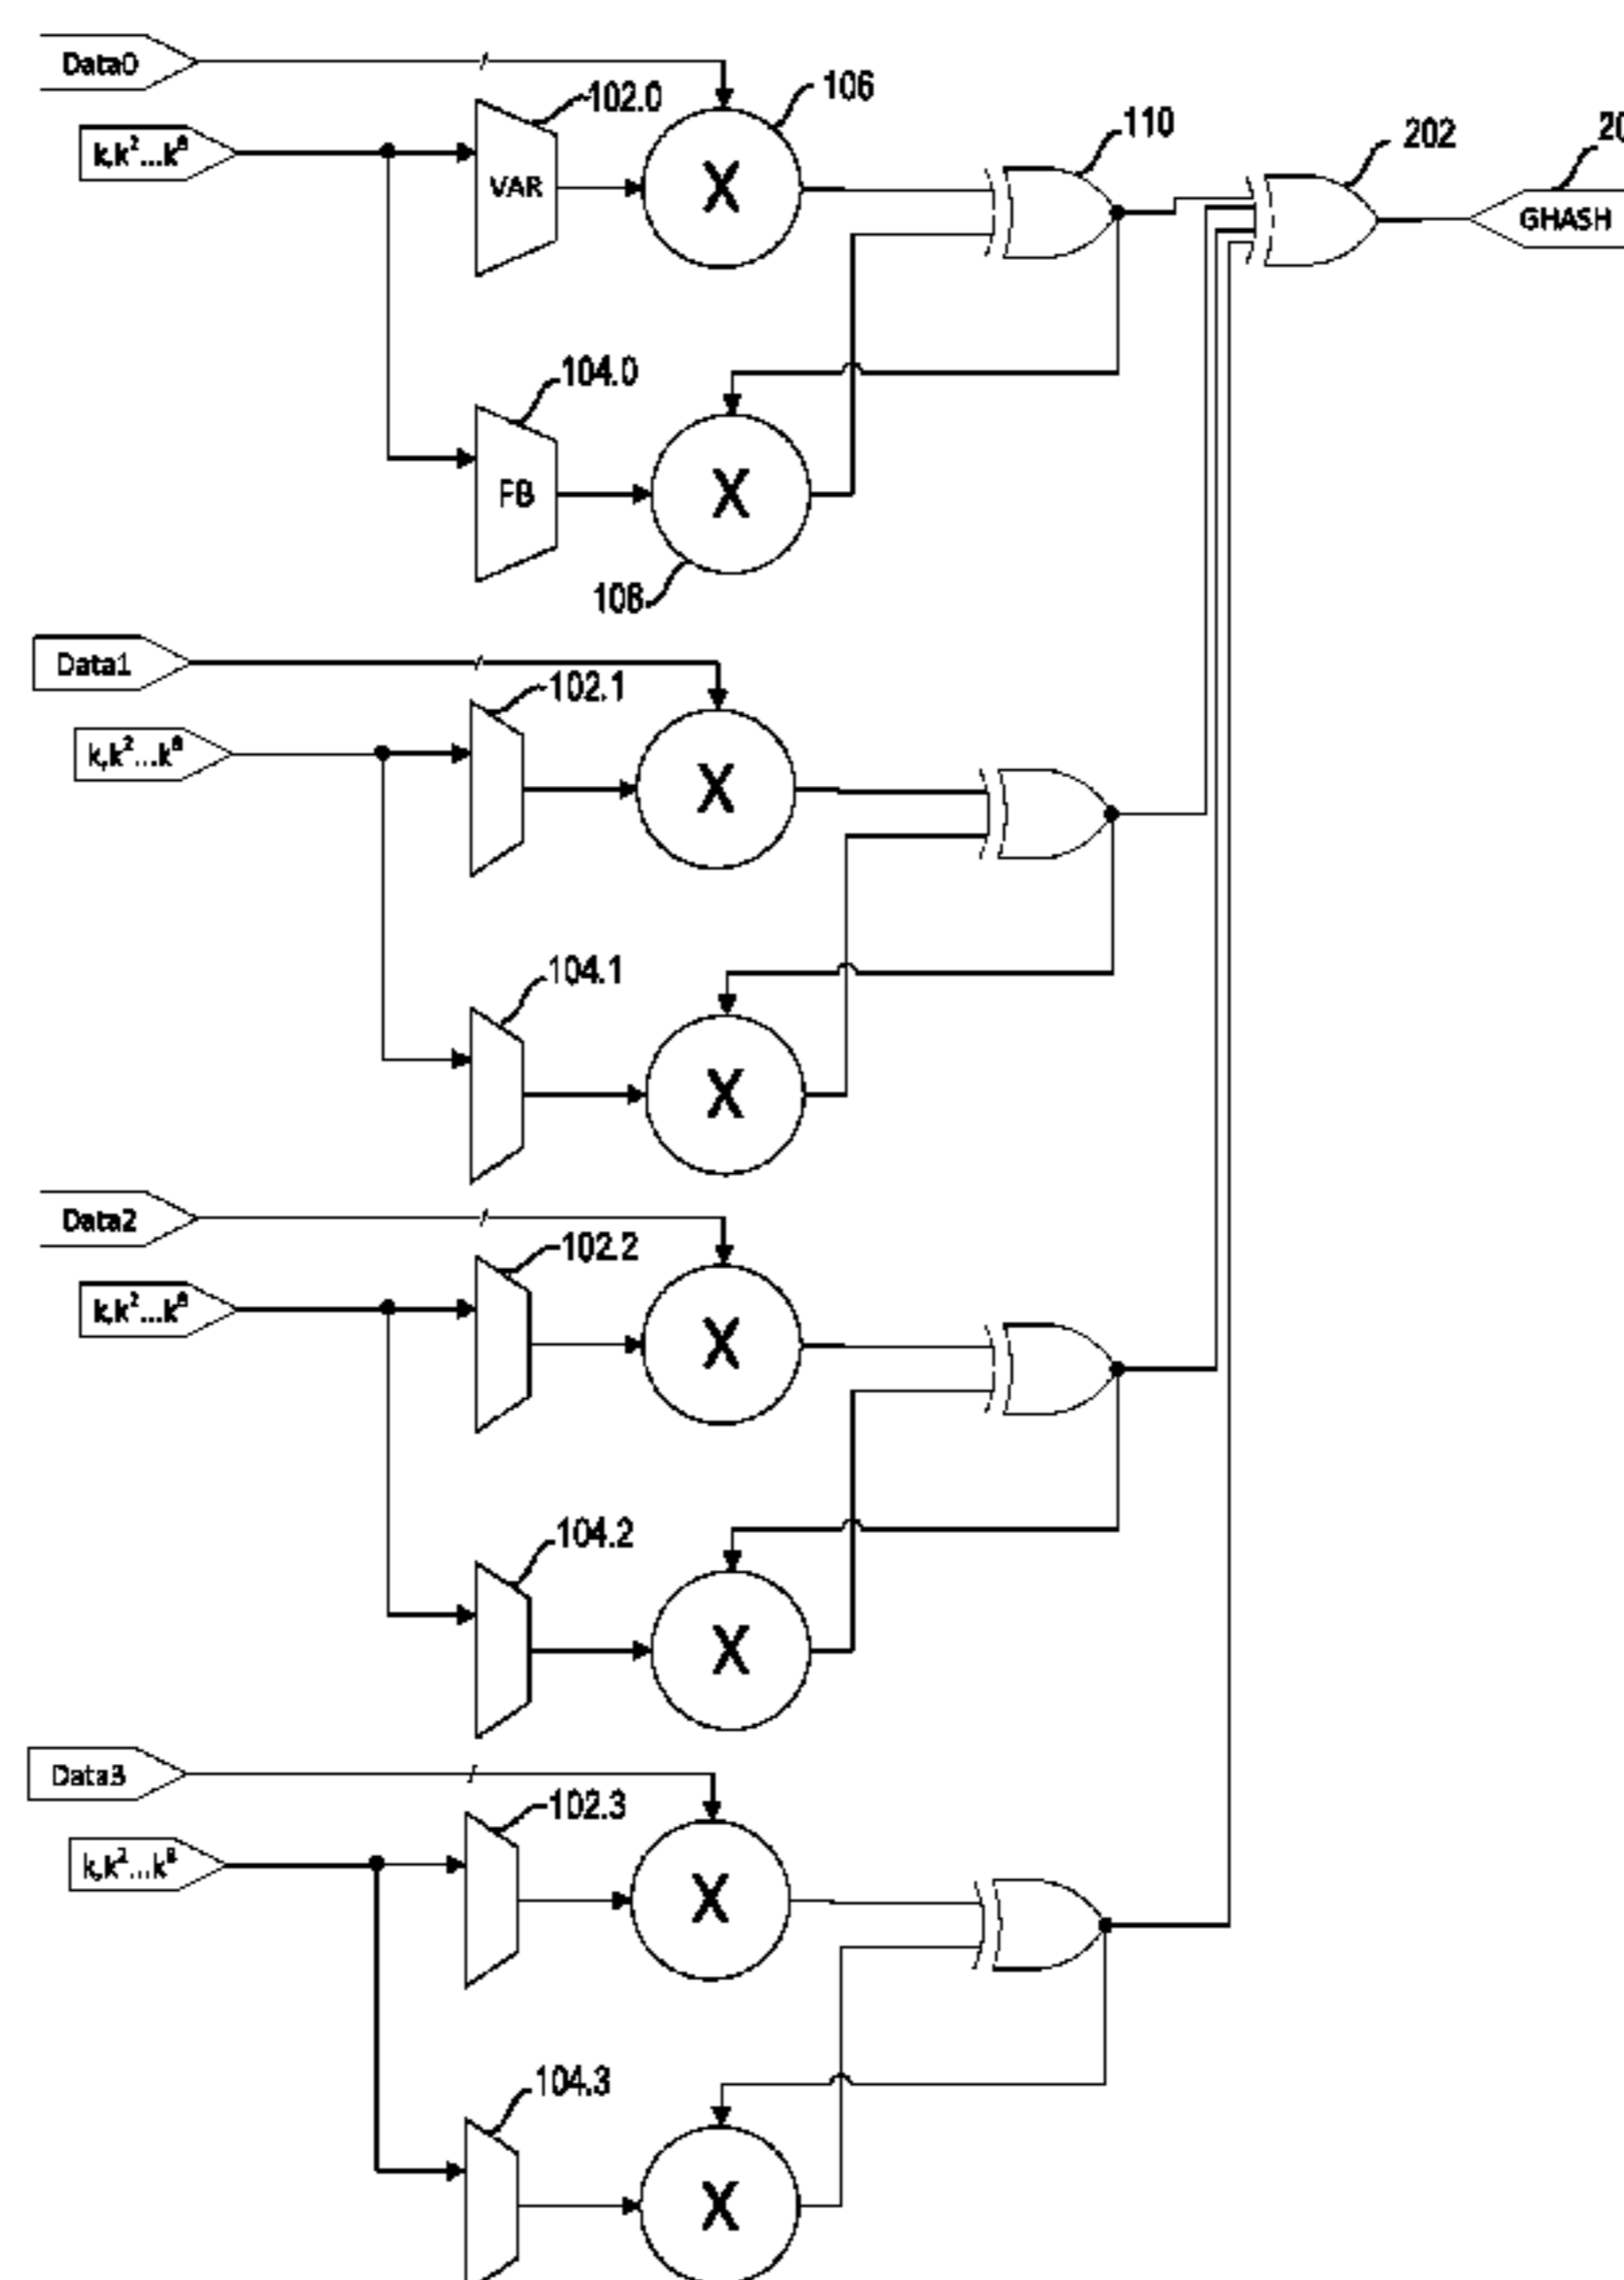 Data0
102.0
106
k,k²...k⁸
VAR
X
110
202
20
GHASH
104.0
FB
X
108
Data1
102.1
k,k²...k⁸
X
104.1
X
Data2
102.2
k,k²...k⁸
X
104.2
X
Data3
102.3
k,k²...k⁸
X
104.3
X